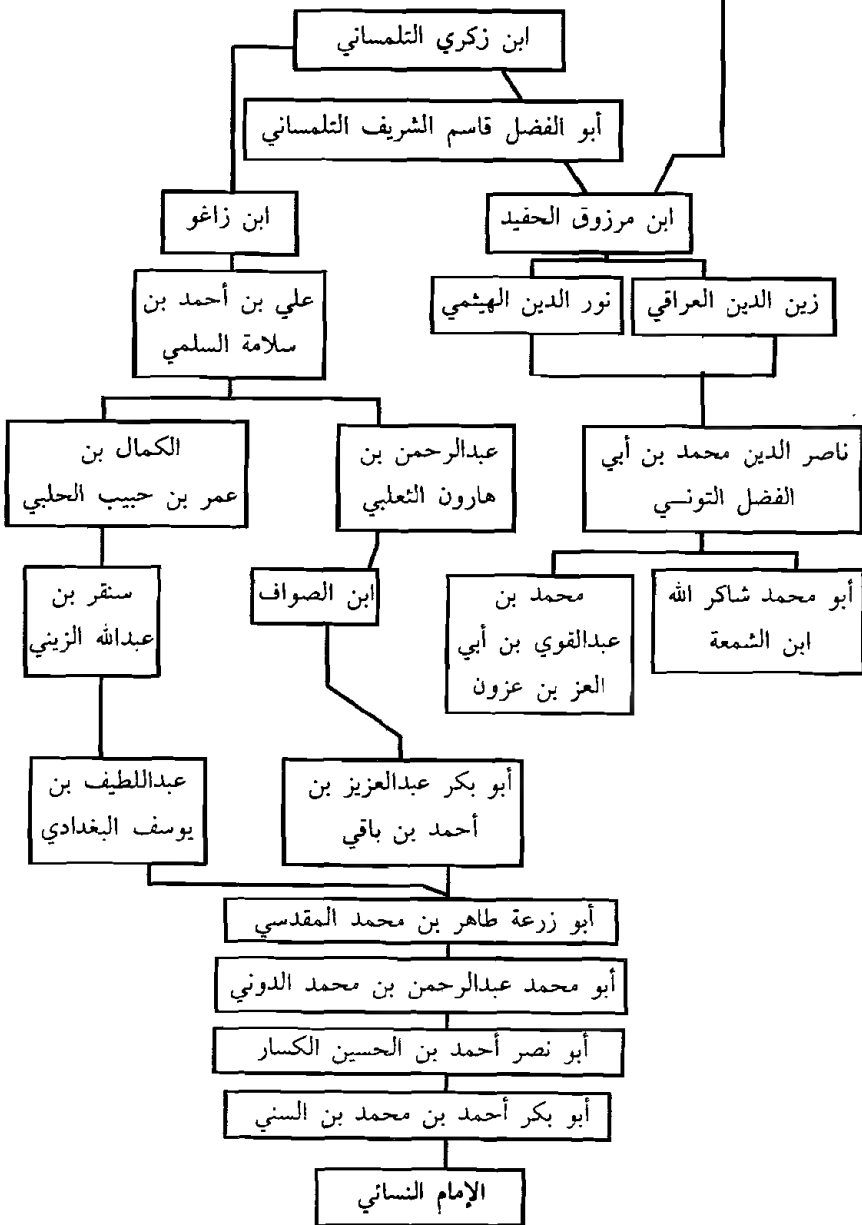 ابن زكري التلمساني
أبو الفضل قاسم الشريف التلمساني
ابن مرزوق الحفيد
ابن زاغو
زين الدين العراقي
نور الدين الهيثمي
علي بن أحمد بن
سلامة السلمي
ناصر الدين محمد بن أبي
الفضل التونسي
عبدالرحمن بن
هارون الثعلبي
الكمال بن
عمر بن حبيب الحلبي
أبو محمد شاكر الله
ابن الشمعة
محمد بن
عبدالقوي بن أبي
العز بن عزون
ابن الصواف
سنقر بن
عبدالله الزيني
أبو بكر عبدالعزيز بن
أحمد بن باقي
عبداللطيف بن
يوسف البغدادي
أبو زرعة طاهر بن محمد المقدسي
أبو محمد عبدالرحمن بن محمد الدوني
أبو نصر أحمد بن الحسين الكسار
أبو بكر أحمد بن محمد بن السني
الإمام النسائي